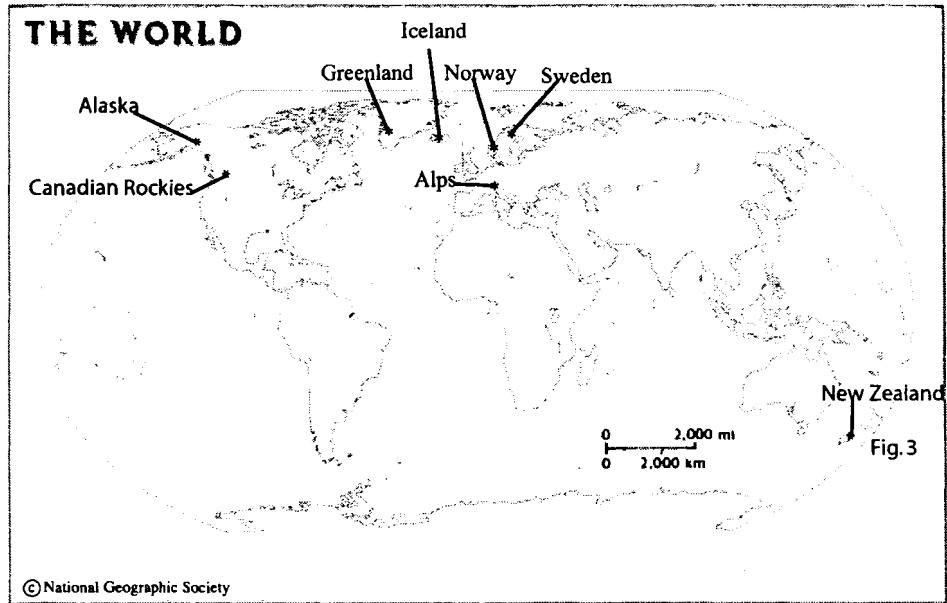 THE WORLD
Iceland
Greenland
Norway
Sweden
Alaska
Canadian Rockies
Alps
New Zealand
0 2,000 mi
0 2,000 km
Fig.3
© National Geographic Society